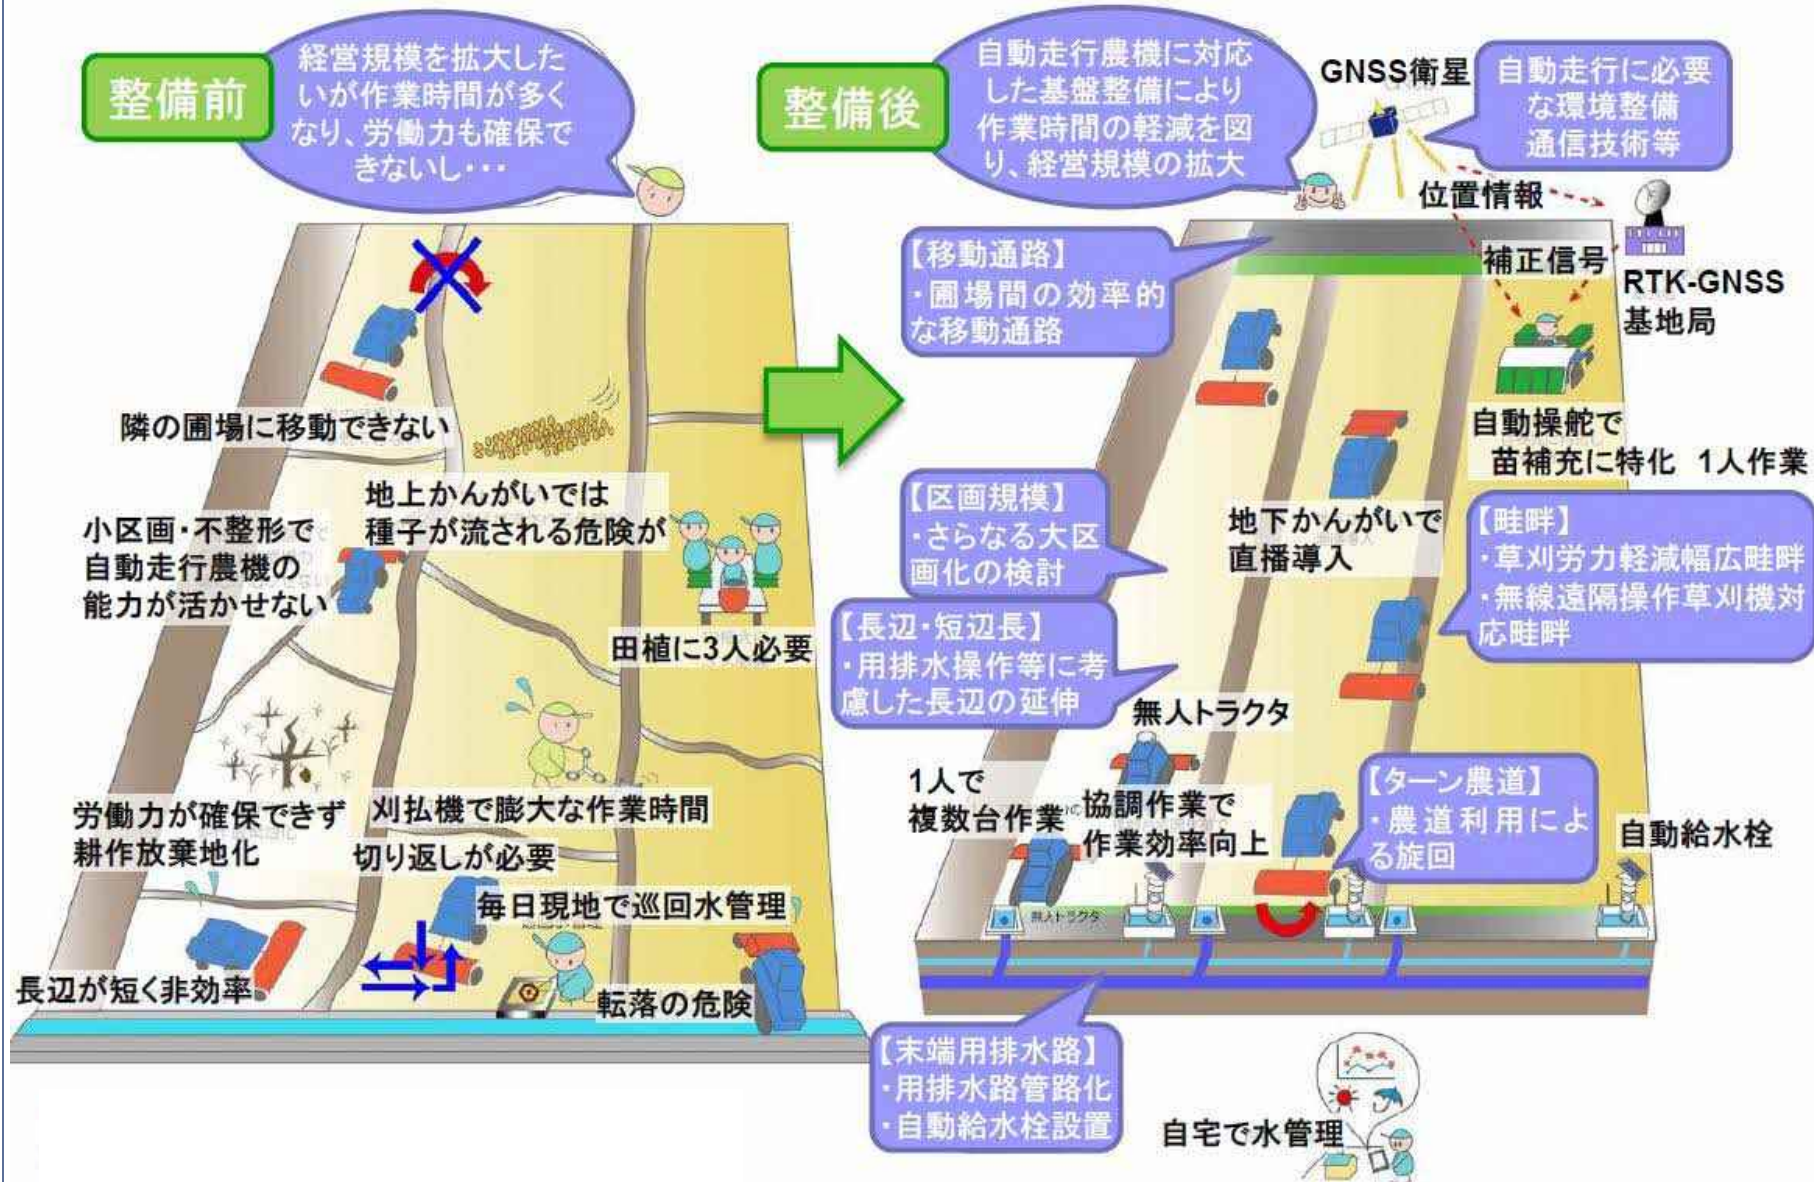 整備前
経営規模を拡大した
いが作業時間が多く
なり、労働力も確保で
きないし・・・
隣の圃場に移動できない
地上かんがいでは
種子が流される危険が
小区画・不整形で
自動走行農機の
能力が活かせない
田植に3人必要
労働力が確保できず
耕作放棄地化
刈払機で膨大な作業時間
切り返しが必要
毎日現地で巡回水管理
長辺が短く非効率
転落の危険
整備後
自動走行農機に対応
した基盤整備により
作業時間の軽減を図
り、経営規模の拡大
GNSS衛星
自動走行に必要
な環境整備
通信技術等
位置情報
【移動通路】
・圃場間の効率的
な移動通路
補正信号
RTK-GNSS
基地局
自動操舵で
苗補充に特化 1人作業
【区画規模】
・さらなる大区
画化の検討
地下かんがいで
直播導入
【畦畔】
・草刈労力軽減幅広畦畔
・無線遠隔操作草刈機対
応畦畔
【長辺・短辺長】
・用排水操作等に考
慮した長辺の延伸
無人トラクタ
1人で
複数台作業
協調作業で
作業効率向上
【ターン農道】
・農道利用によ
る旋回
自動給水栓
無人トラクタ
【末端用排水路】
・用排水路管路化
・自動給水栓設置
自宅で水管理